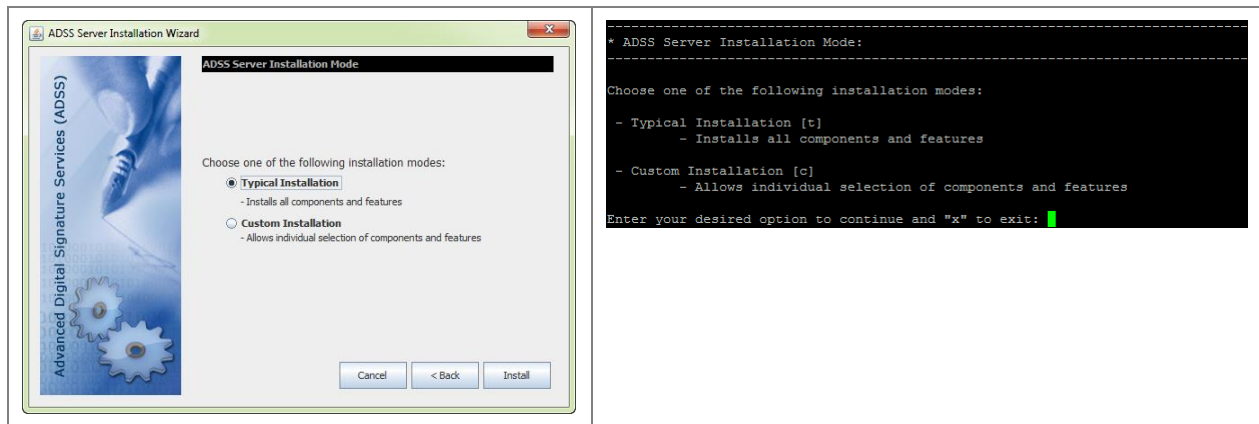 ADSS Server Installation Wizard
Advanced Digital Signature Services (ADSS)
ADSS Server Installation Mode
Choose one of the following installation modes:
Typical Installation
- Installs all components and features
Custom Installation
- Allows individual selection of components and features
Cancel
< Back
Install
--------------------------------------------------------------------------------
* ADSS Server Installation Mode:
--------------------------------------------------------------------------------
Choose one of the following installation modes:
- Typical Installation [t]
- Installs all components and features
- Custom Installation [c]
- Allows individual selection of components and features
Enter your desired option to continue and "x" to exit: